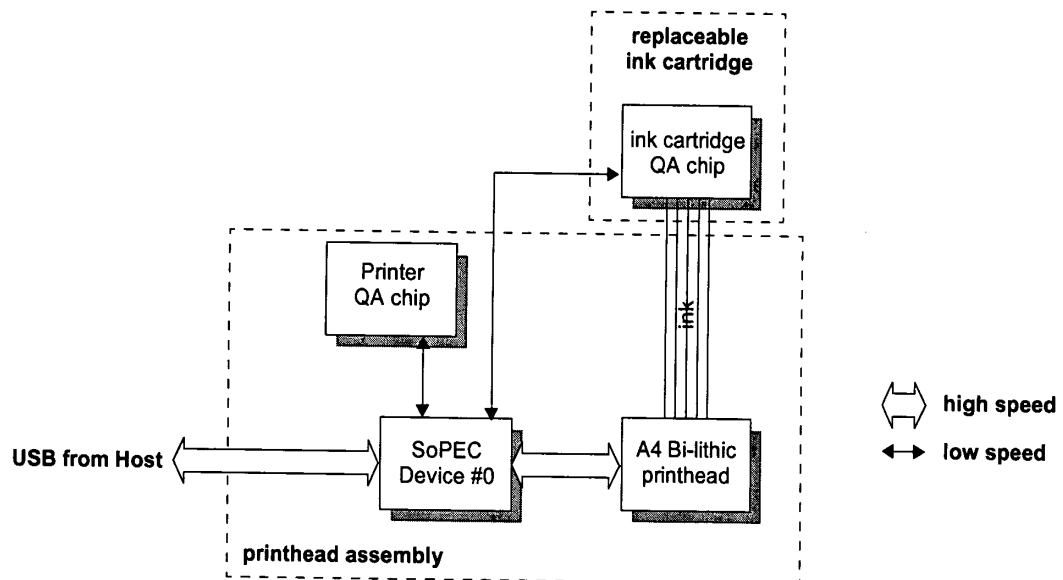 replaceable
ink cartridge
ink cartridge
QA chip
Printer
QA chip
ink
high speed
USB from Host
SoPEC
Device #0
A4 Bi-lithic
printhead
low speed
printhead assembly